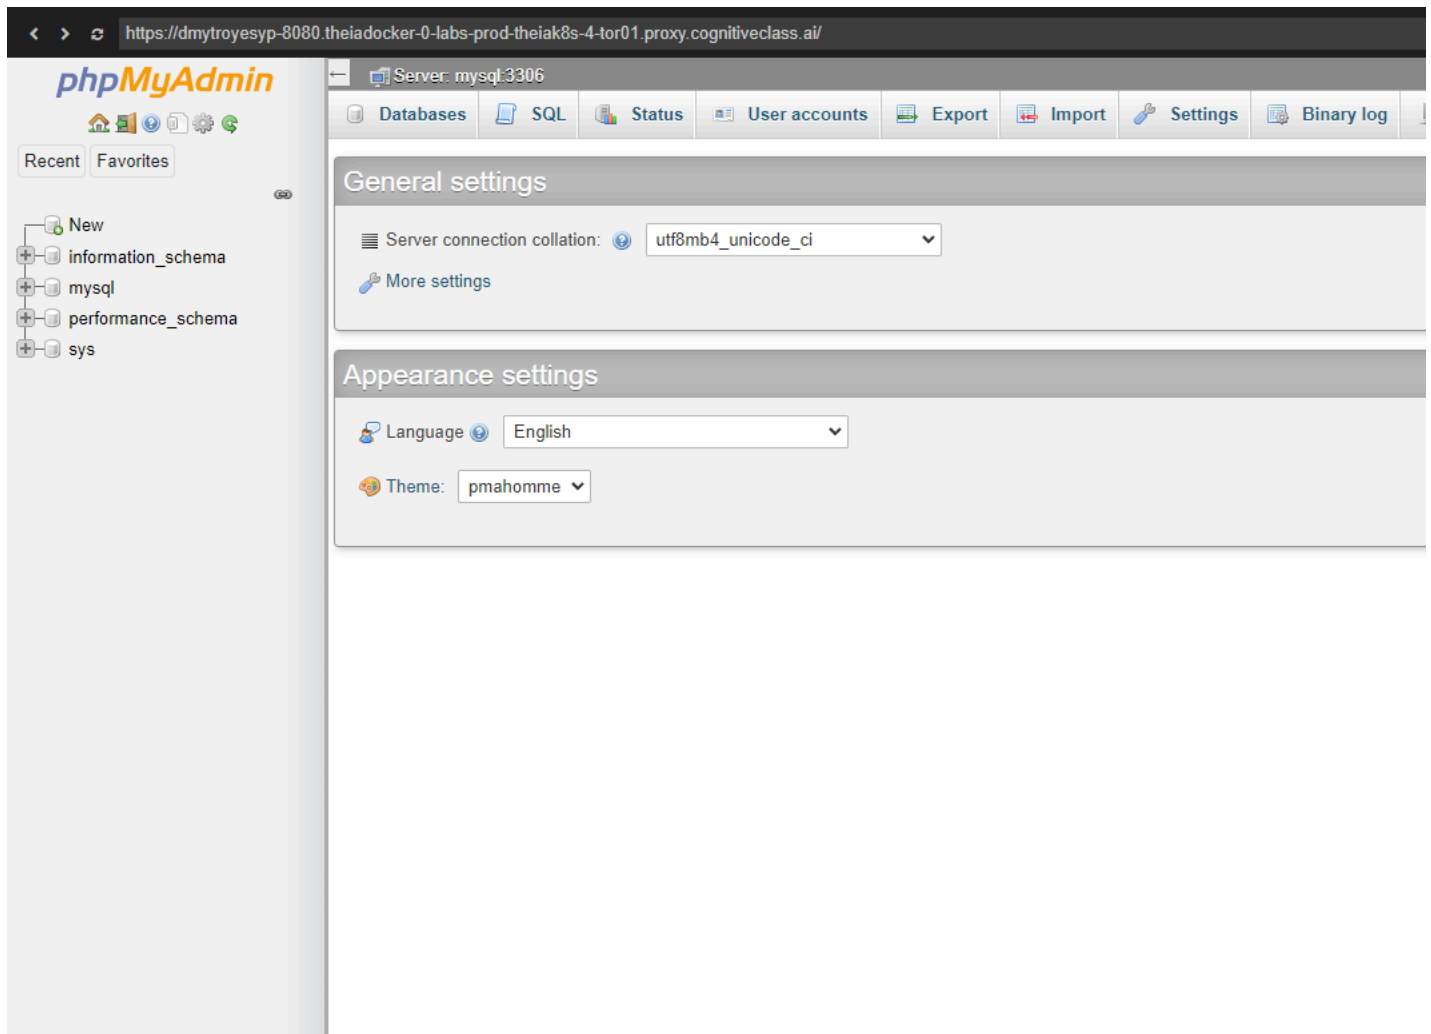 https://dmytroyesyp-8080.theiadocker-0-labs-prod-theiak8s-4-tor01.proxy.cognitiveclass.ai/
phpMyAdmin
Server: mysql:3306
Databases SQL Status User accounts Export Import Settings Binary log
Recent Favorites
New
information_schema
mysql
performance_schema
sys
General settings
Server connection collation: utf8mb4_unicode_ci
More settings
Appearance settings
Language English
Theme: pmahomme